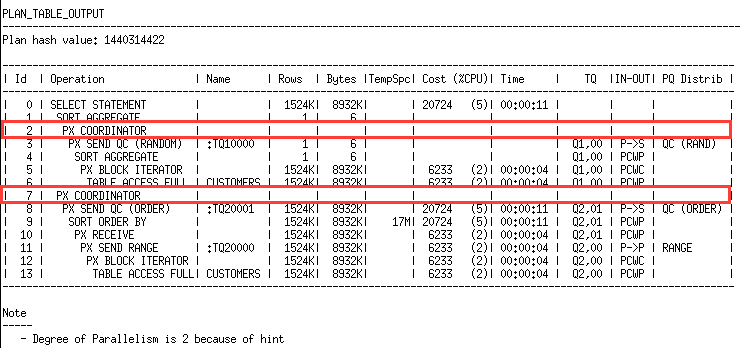 PLAN_TABLE_OUTPUT
--------------------------------------------------------------------------------
Plan hash value: 1440314422
--------------------------------------------------------------------------------
| Id | Operation | Name | Rows | Bytes |TempSpc| Cost (%CPU)| Time | TQ |IN-OUT| PQ Distrib |
--------------------------------------------------------------------------------
| 0 | SELECT STATEMENT | | 1524K| 8932K| | 20724 (5)| 00:00:11 | | | |
| 1 | SORT AGGREGATE | | 1 | 6 | | | | | | |
| 2 | PX COORDINATOR | | | | | | | | | |
| 3 | PX SEND QC (RANDOM) | :TQ10000 | 1 | 6 | | | | Q1,00 | P->S | QC (RAND) |
| 4 | SORT AGGREGATE | | 1 | 6 | | | | Q1,00 | PCWP | |
| 5 | PX BLOCK ITERATOR | | 1524K| 8932K| | 6233 (2)| 00:00:04 | Q1,00 | PCWC | |
| 6 | TABLE ACCESS FULL| CUSTOMERS | 1524K| 8932K| | 6233 (2)| 00:00:04 | Q1,00 | PCWP | |
| 7 | PX COORDINATOR | | | | | | | | | |
| 8 | PX SEND QC (ORDER) | :TQ20001 | 1524K| 8932K| | 20724 (5)| 00:00:11 | Q2,01 | P->S | QC (ORDER) |
| 9 | SORT ORDER BY | | 1524K| 8932K| 17M| 20724 (5)| 00:00:11 | Q2,01 | PCWP | |
| 10 | PX RECEIVE | | 1524K| 8932K| | 6233 (2)| 00:00:04 | Q2,01 | PCWP | |
| 11 | PX SEND RANGE | :TQ20000 | 1524K| 8932K| | 6233 (2)| 00:00:04 | Q2,00 | P->P | RANGE |
| 12 | PX BLOCK ITERATOR | | 1524K| 8932K| | 6233 (2)| 00:00:04 | Q2,00 | PCWC | |
| 13 | TABLE ACCESS FULL| CUSTOMERS | 1524K| 8932K| | 6233 (2)| 00:00:04 | Q2,00 | PCWP | |
--------------------------------------------------------------------------------
Note
-----
- Degree of Parallelism is 2 because of hint